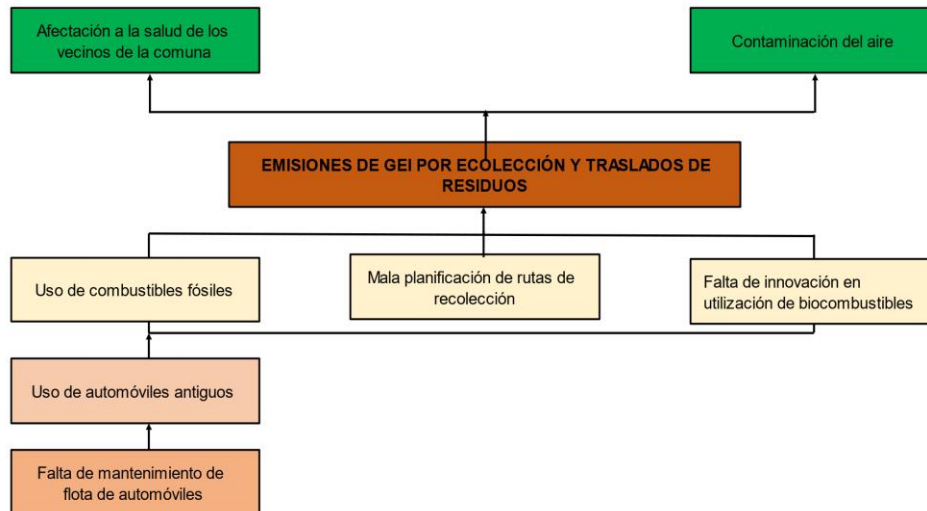 Afectación a la salud de los
vecinos de la comuna
Contaminación del aire
EMISIONES DE GEI POR ECOLECCIÓN Y TRASLADOS DE
RESIDUOS
Uso de combustibles fósiles
Mala planificación de rutas de
recolección
Falta de innovación en
utilización de biocombustibles
Uso de automóviles antiguos
Falta de mantenimiento de
flota de automóviles